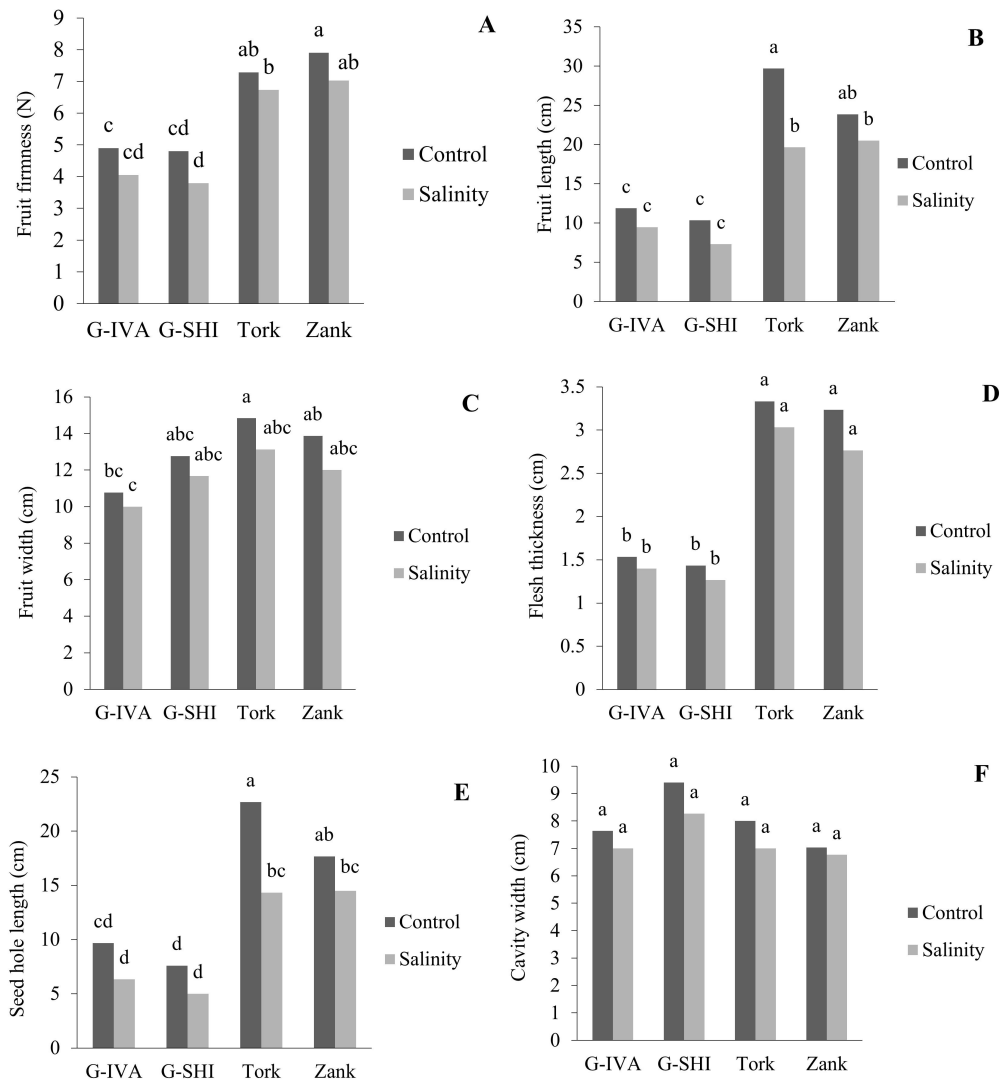 A
Fruit firmness (N)
9
8
7
6
5
4
3
2
1
0
c
cd
cd
d
ab
b
a
ab
Control
Salinity
G-IVA G-SHI Tork Zank
B
Fruit length (cm)
35
30
25
20
15
10
5
0
c
c
c
c
a
b
ab
b
Control
Salinity
G-IVA G-SHI Tork Zank
C
Fruit width (cm)
16
14
12
10
8
6
4
2
0
bc
c
abc
abc
a
abc
ab
abc
Control
Salinity
G-IVA G-SHI Tork Zank
D
Flesh thickness (cm)
3.5
3
2.5
2
1.5
1
0.5
0
b
b
b
b
a
a
a
a
Control
Salinity
G-IVA G-SHI Tork Zank
E
Seed hole length (cm)
25
20
15
10
5
0
cd
d
d
d
a
bc
ab
bc
Control
Salinity
G-IVA G-SHI Tork Zank
F
Cavity width (cm)
10
9
8
7
6
5
4
3
2
1
0
a
a
a
a
a
a
a
a
Control
Salinity
G-IVA G-SHI Tork Zank